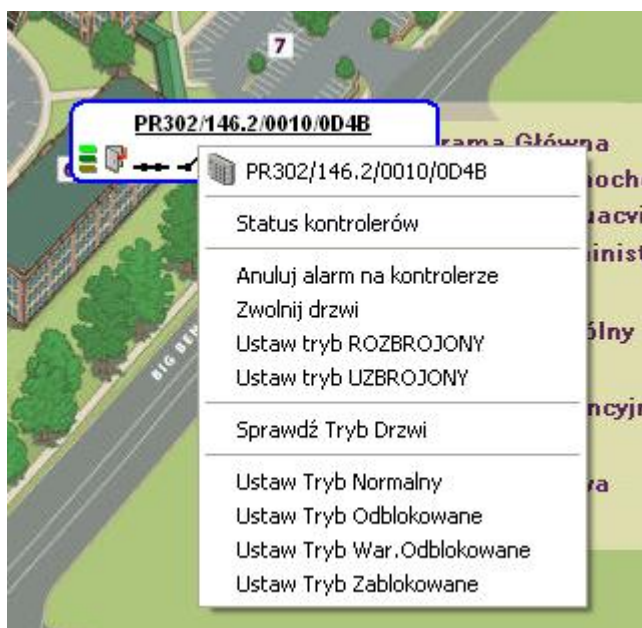 7
PR302/146.2/0010/0D4B
PR302/146.2/0010/0D4B
Status kontrolerów
Anuluj alarm na kontrolerze
Zwolnij drzwi
Ustaw tryb ROZBROJONY
Ustaw tryb UZBROJONY
Sprawdź Tryb Drzwi
Ustaw Tryb Normalny
Ustaw Tryb Odblokowane
Ustaw Tryb War.Odblokowane
Ustaw Tryb Zablokowane
Główna
BIG BEN